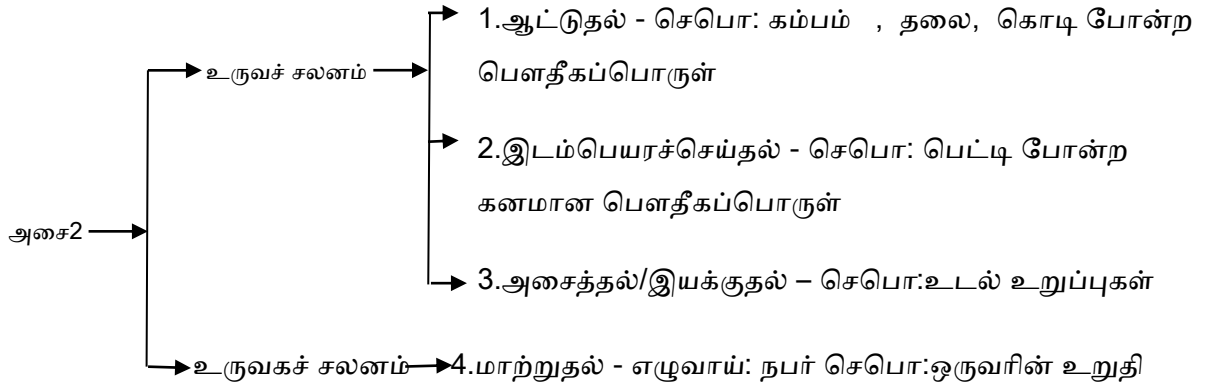 1.ஆட்டுதல் - செபொ: கம்பம் , தலை, கொடி போன்ற
பௌதீகப்பொருள்
உருவச் சலனம்
2.இடம்பெயரச்செய்தல் - செபொ: பெட்டி போன்ற
கனமான பௌதீகப்பொருள்
அசை2
3.அசைத்தல்/இயக்குதல் – செபொ:உடல் உறுப்புகள்
உருவகச் சலனம் 4.மாற்றுதல் - எழுவாய்: நபர் செபொ:ஒருவரின் உறுதி